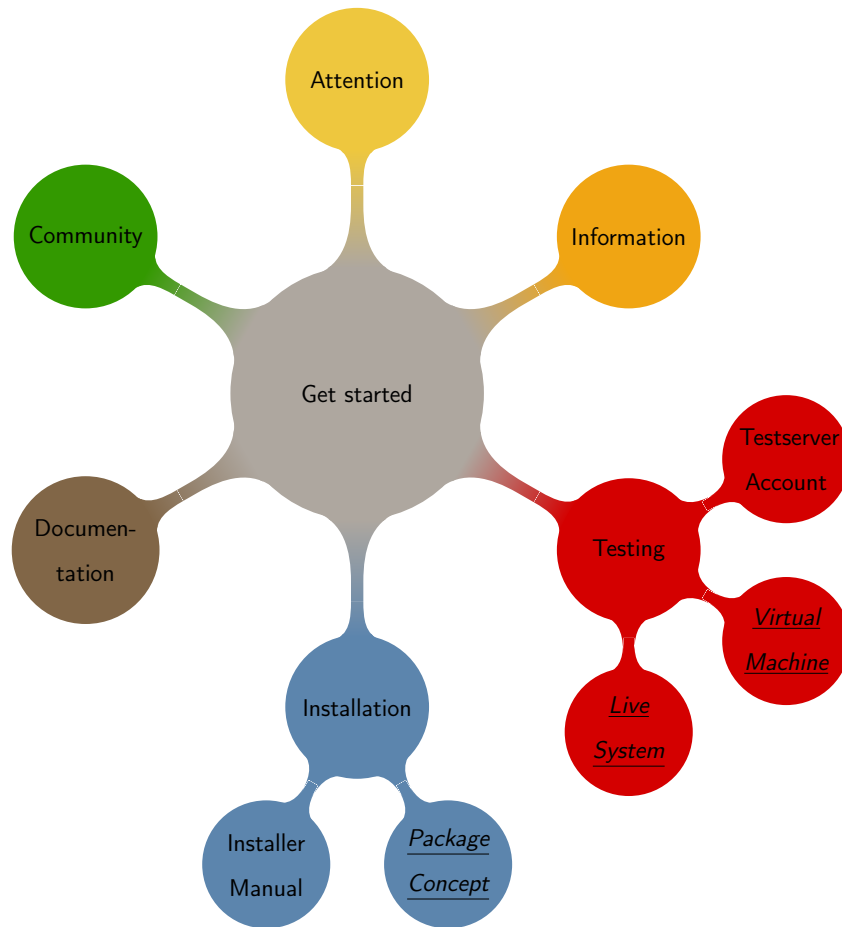 Attention
Community
Information
Get started
Testserver
Account
Documen-
tation
Testing
Virtual
Machine
Live
System
Installation
Installer
Manual
Package
Concept